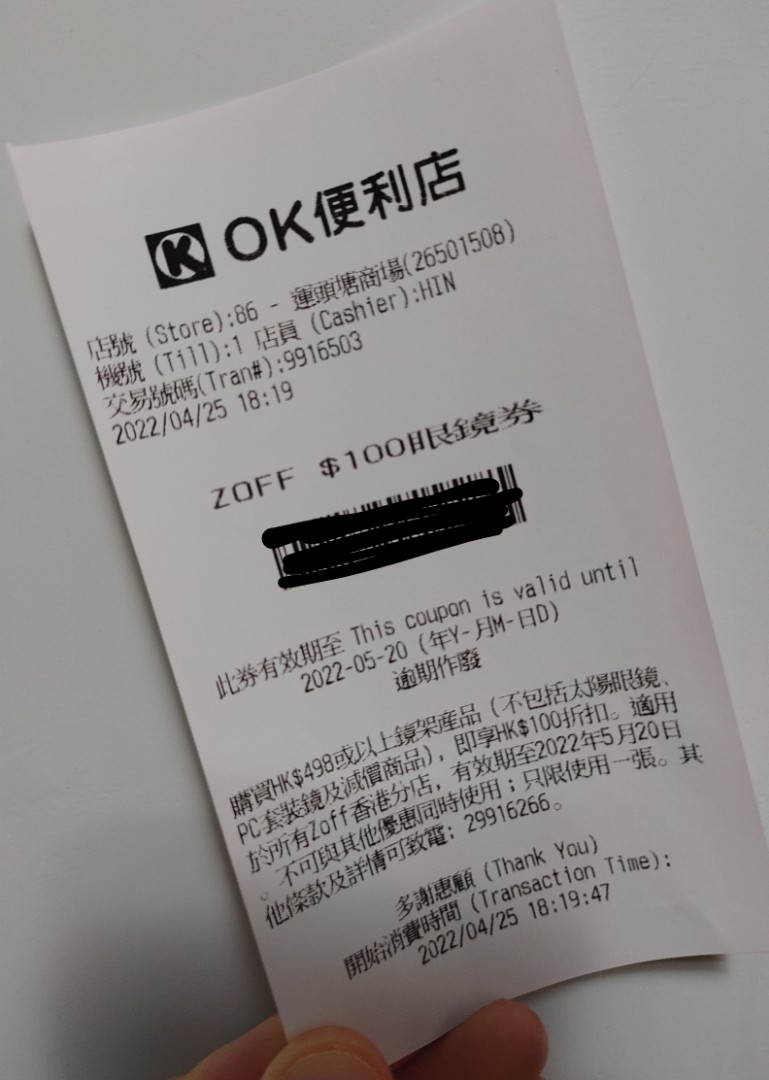 K OK便利店
店號 (Store):86 - 運頭塘商場(26501508)
機號 (Till):1 店員 (Cashier):HIN
交易號碼(Tran#):9916503
2022/04/25 18:19
ZOFF $100眼鏡券
此券有效期至 This coupon is valid until
2022-05-20 (年Y-月M-日D)
逾期作廢
購買HK$498或以上鏡架產品 (不包括太陽眼鏡、
PC套裝鏡及減價商品), 即享HK$100折扣。適用
於所有Zoff香港分店, 有效期至2022年5月20日
。不可與其他優惠同時使用；只限使用一張。其
他條款及詳情可致電: 29916266。
多謝惠顧 (Thank You)
開始消費時間 (Transaction Time):
2022/04/25 18:19:47